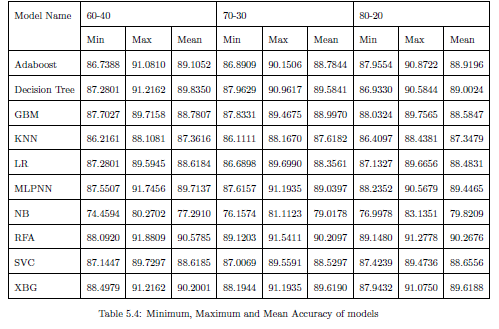 Model Name 60-40 70-30 80-20
Min Max Mean Min Max Mean Min Max Mean
Adaboost 86.7388 91.0810 89.1052 86.8909 90.1506 88.7844 87.9554 90.8722 88.9196
Decision Tree 87.2801 91.2162 89.8350 87.9629 90.9617 89.5841 86.9330 90.5844 89.0024
GBM 87.7027 89.7158 88.7807 87.8331 89.4675 88.9970 88.0324 89.7565 88.5847
KNN 86.2161 88.1081 87.3616 86.1111 88.1670 87.6182 86.4097 88.4381 87.3479
LR 87.2801 89.5945 88.6184 86.6898 89.6990 88.3561 87.1327 89.6656 88.4831
MLPNN 87.5507 91.7456 89.7137 87.6157 91.1935 89.0397 88.2352 90.5679 89.4465
NB 74.4594 80.2702 77.2910 76.1574 81.1123 79.0178 76.9978 83.1351 79.8209
RFA 88.0920 91.8809 90.5785 89.1203 91.5411 90.2097 89.1480 91.2778 90.2676
SVC 87.1447 89.7297 88.6185 87.0069 89.5591 88.5297 87.4239 89.4736 88.6556
XBG 88.4979 91.2162 90.2001 88.1944 91.1935 89.6190 87.9432 91.0750 89.6188
Table 5.4: Minimum, Maximum and Mean Accuracy of models